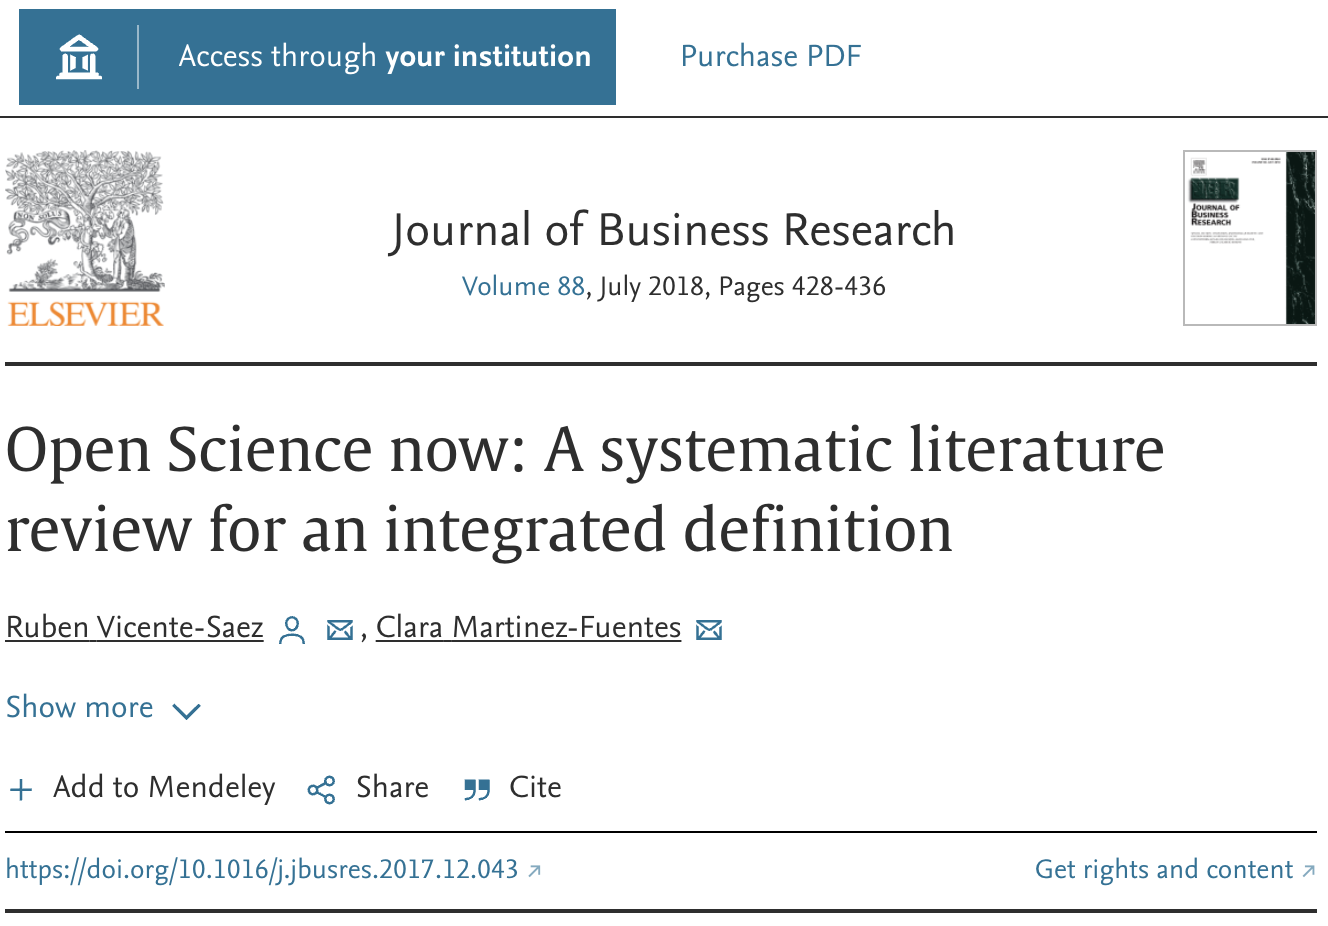 Access through your institution
Purchase PDF
NON SOLUS
ELSEVIER
Journal of Business Research
Volume 88, July 2018, Pages 428-436
JOURNAL OF
BUSINESS
RESEARCH
Open Science now: A systematic literature
review for an integrated definition
Ruben Vicente-Saez , Clara Martinez-Fuentes
Show more
Add to Mendeley Share Cite
https://doi.org/10.1016/j.jbusres.2017.12.043
Get rights and content